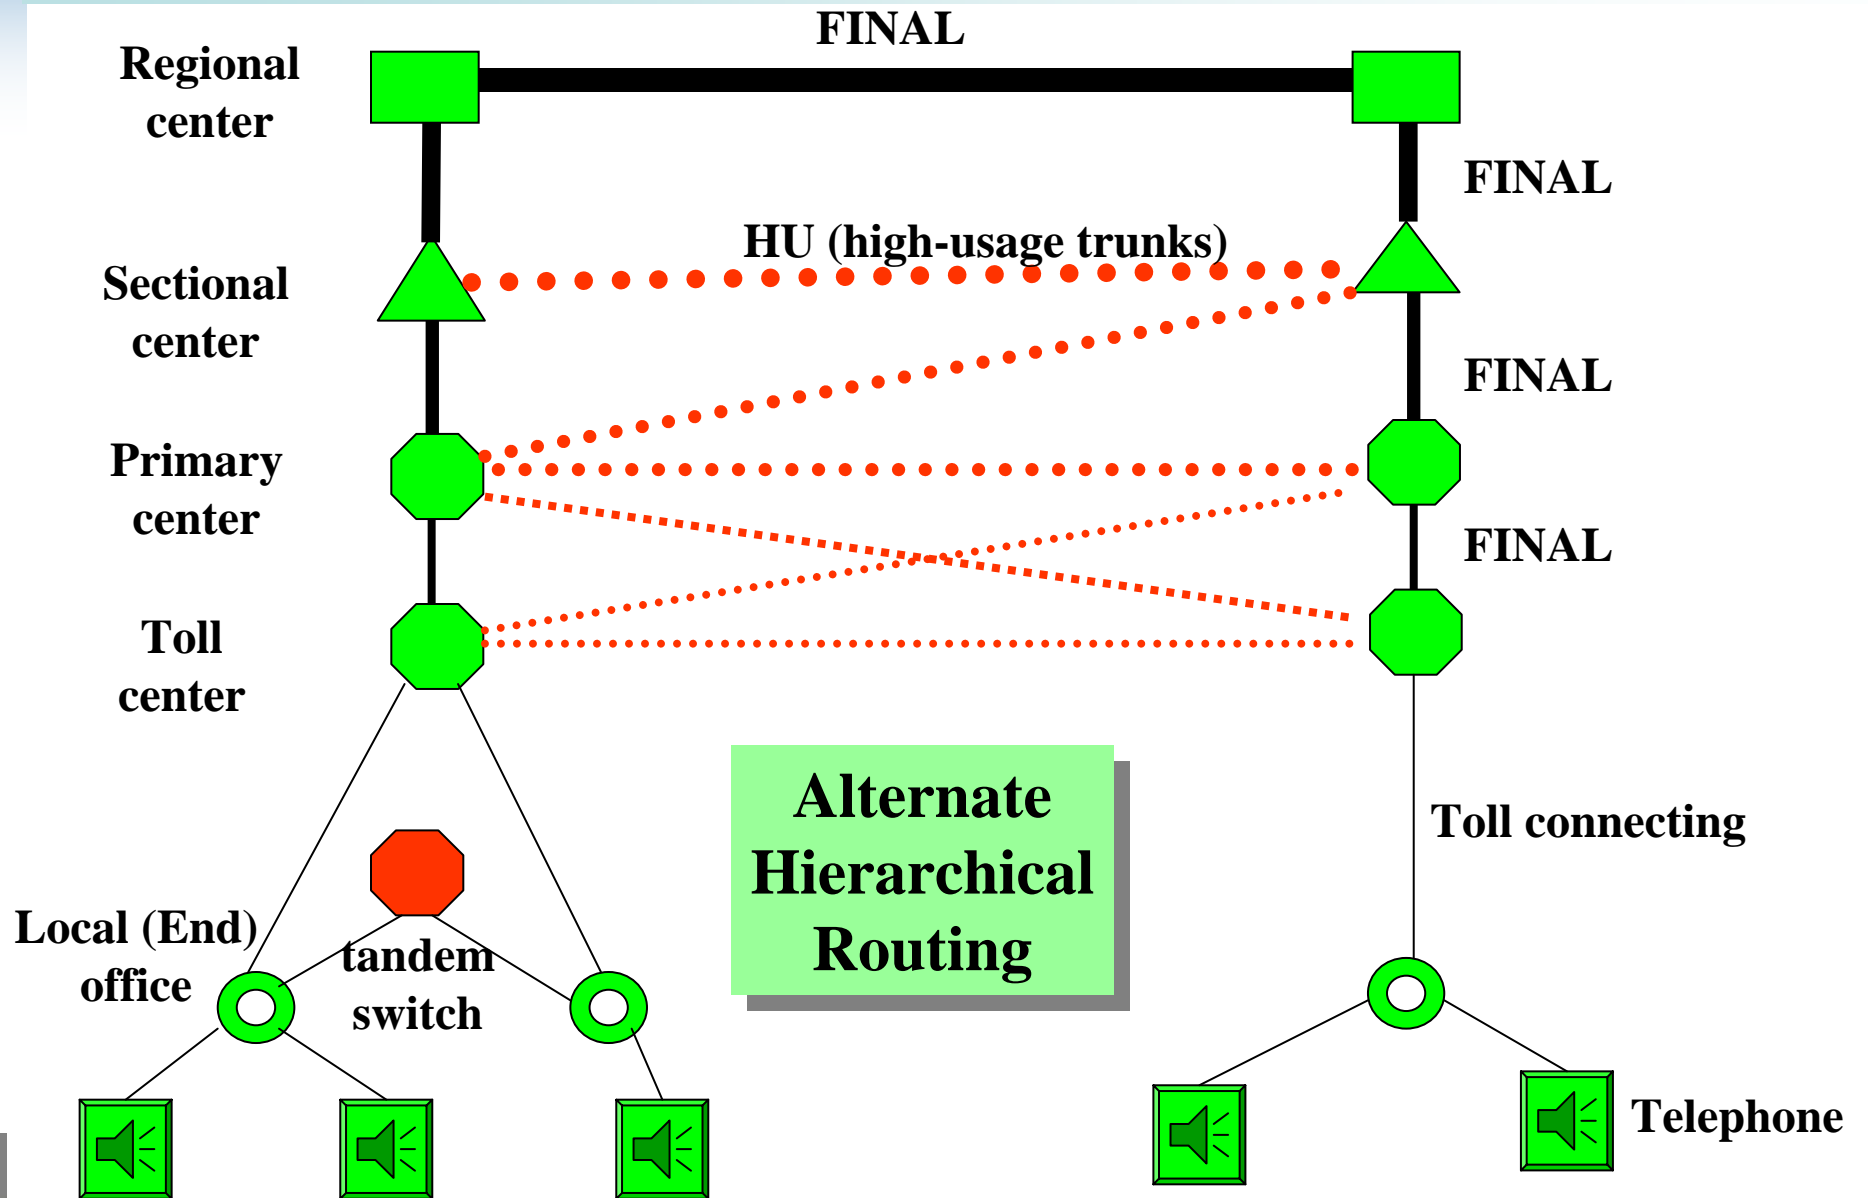 FINAL
Regional
center
FINAL
HU (high-usage trunks)
Sectional
center
FINAL
Primary
center
FINAL
Toll
center
Alternate
Hierarchical
Routing
Toll connecting
Local (End)
office
tandem
switch
Telephone